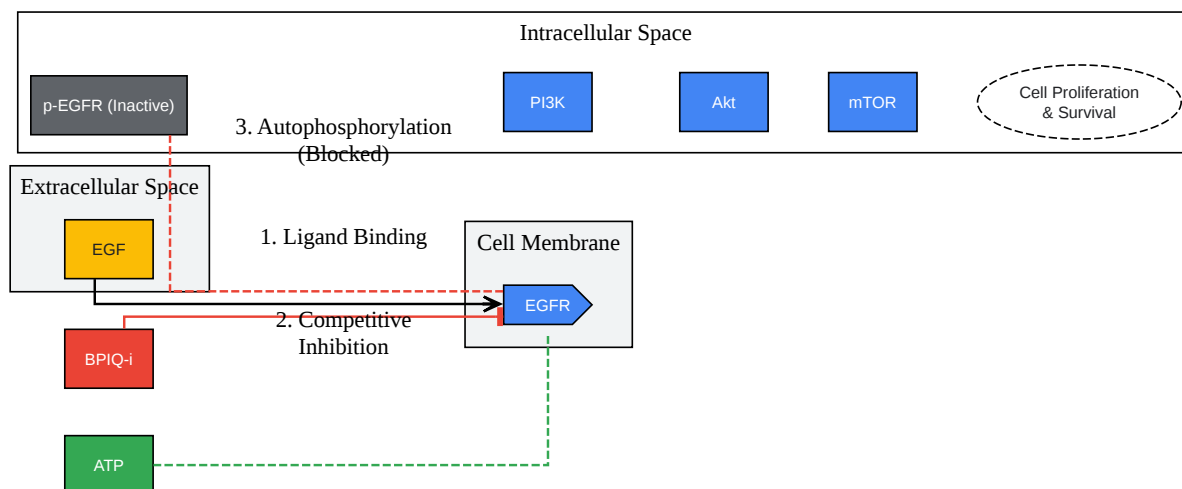 Intracellular Space
p-EGFR (Inactive)
PI3K
Akt
mTOR
Cell Proliferation
& Survival
3. Autophosphorylation
(Blocked)
Extracellular Space
EGF
1. Ligand Binding
Cell Membrane
EGFR
2. Competitive
Inhibition
BPIQ-i
ATP